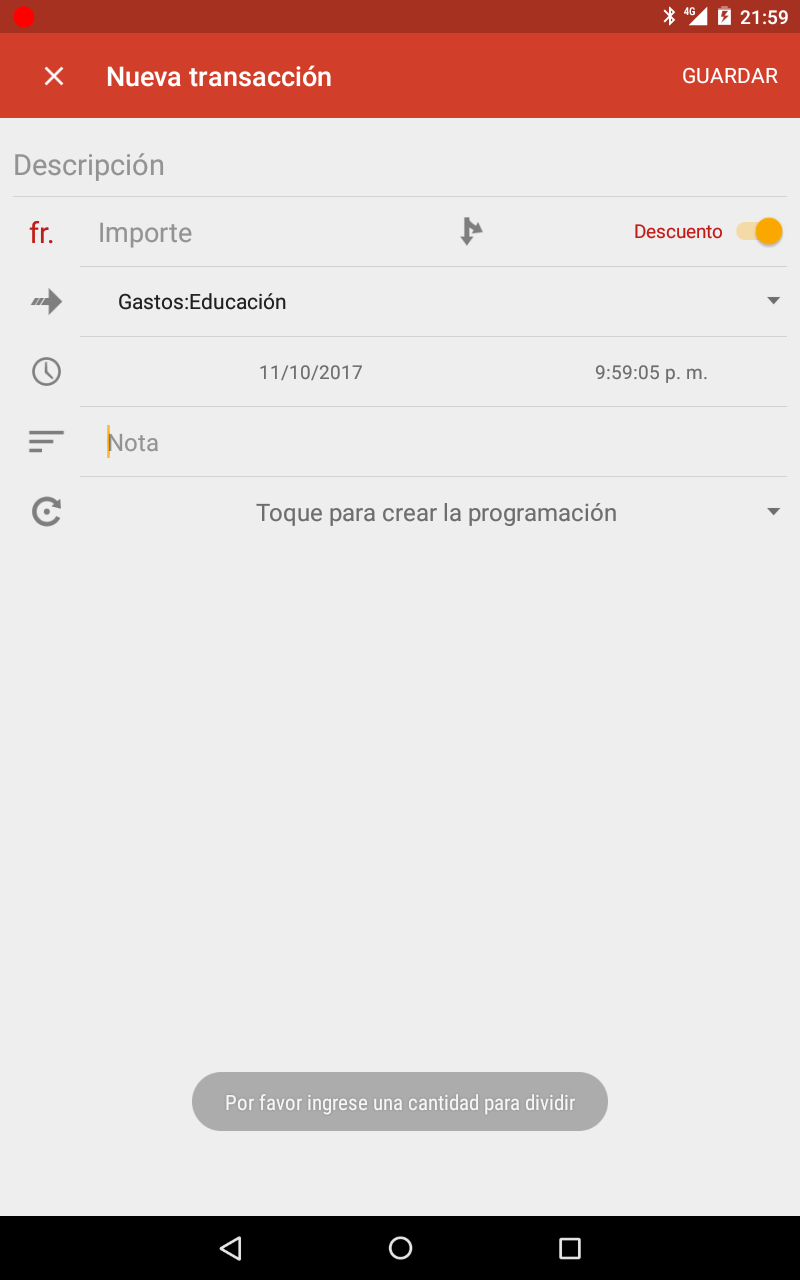 4G 21:59
Nueva transacción GUARDAR
Descripción
fr. Importe Descuento
Gastos:Educación
11/10/2017 9:59:05 p. m.
Nota
Toque para crear la programación
Por favor ingrese una cantidad para dividir